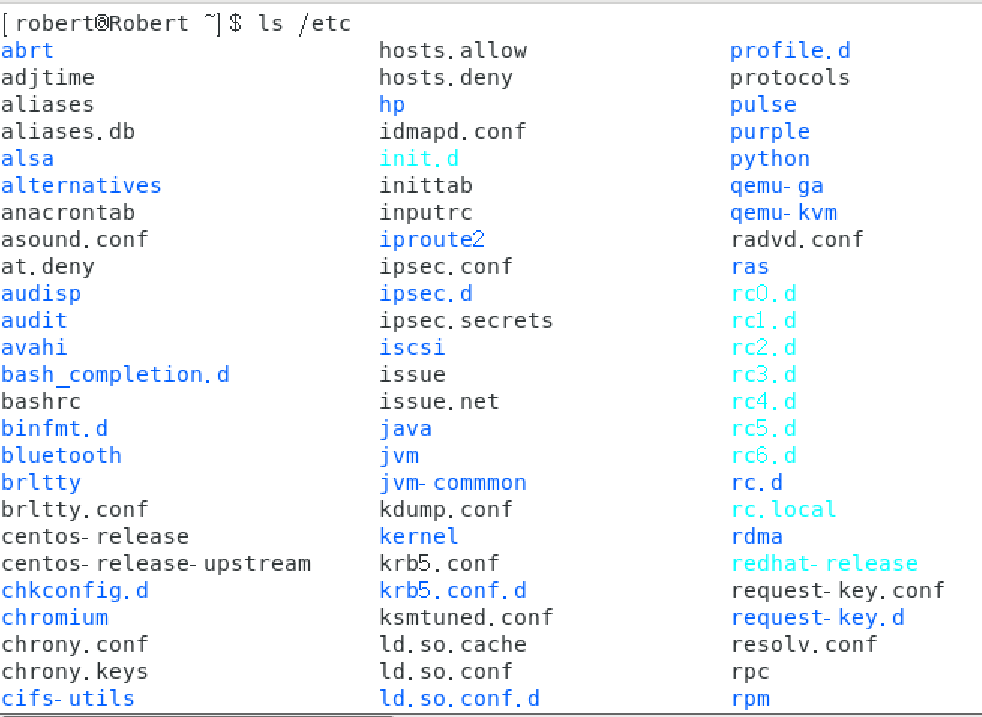 [robert@Robert ~]$ ls /etc
abrt hosts.allow profile.d
adjtime hosts.deny protocols
aliases hp pulse
aliases.db idmapd.conf purple
alsa init.d python
alternatives inittab qemu-ga
anacrontab inputrc qemu-kvm
asound.conf iproute2 radvd.conf
at.deny ipsec.conf ras
audisp ipsec.d rc0.d
audit ipsec.secrets rc1.d
avahi iscsi rc2.d
bash_completion.d issue rc3.d
bashrc issue.net rc4.d
binfmt.d java rc5.d
bluetooth jvm rc6.d
brltty jvm-commmon rc.d
brltty.conf kdump.conf rc.local
centos-release kernel rdma
centos-release-upstream krb5.conf redhat-release
chkconfig.d krb5.conf.d request-key.conf
chromium ksmtuned.conf request-key.d
chrony.conf ld.so.cache resolv.conf
chrony.keys ld.so.conf rpc
cifs-utils ld.so.conf.d rpm